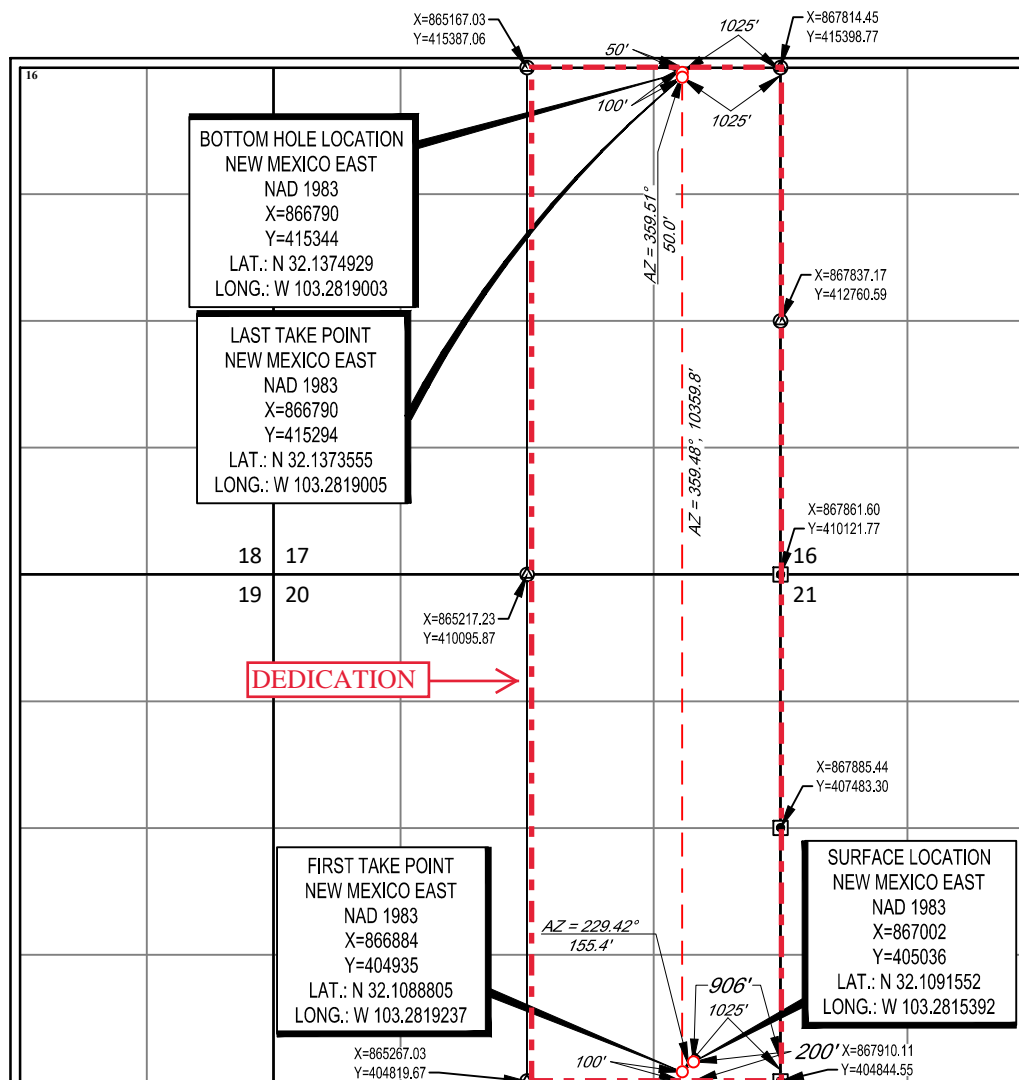 X=865167.03
Y=415387.06
1025'
X=867814.45
Y=415398.77
50'
16
100'
1025'
BOTTOM HOLE LOCATION
NEW MEXICO EAST
NAD 1983
X=866790
Y=415344
LAT.: N 32.1374929
LONG.: W 103.2819003
AZ = 359.51°
50.0'
X=867837.17
Y=412760.59
LAST TAKE POINT
NEW MEXICO EAST
NAD 1983
X=866790
Y=415294
LAT.: N 32.1373555
LONG.: W 103.2819005
AZ = 359.48°, 10359.8'
X=867861.60
Y=410121.77
18 17
16
19 20
21
X=865217.23
Y=410095.87
DEDICATION
X=867885.44
Y=407483.30
FIRST TAKE POINT
NEW MEXICO EAST
NAD 1983
X=866884
Y=404935
LAT.: N 32.1088805
LONG.: W 103.2819237
SURFACE LOCATION
NEW MEXICO EAST
NAD 1983
X=867002
Y=405036
LAT.: N 32.1091552
LONG.: W 103.2815392
AZ = 229.42°
155.4'
906'
1025'
X=865267.03
Y=404819.67
100'
200'
X=867910.11
Y=404844.55